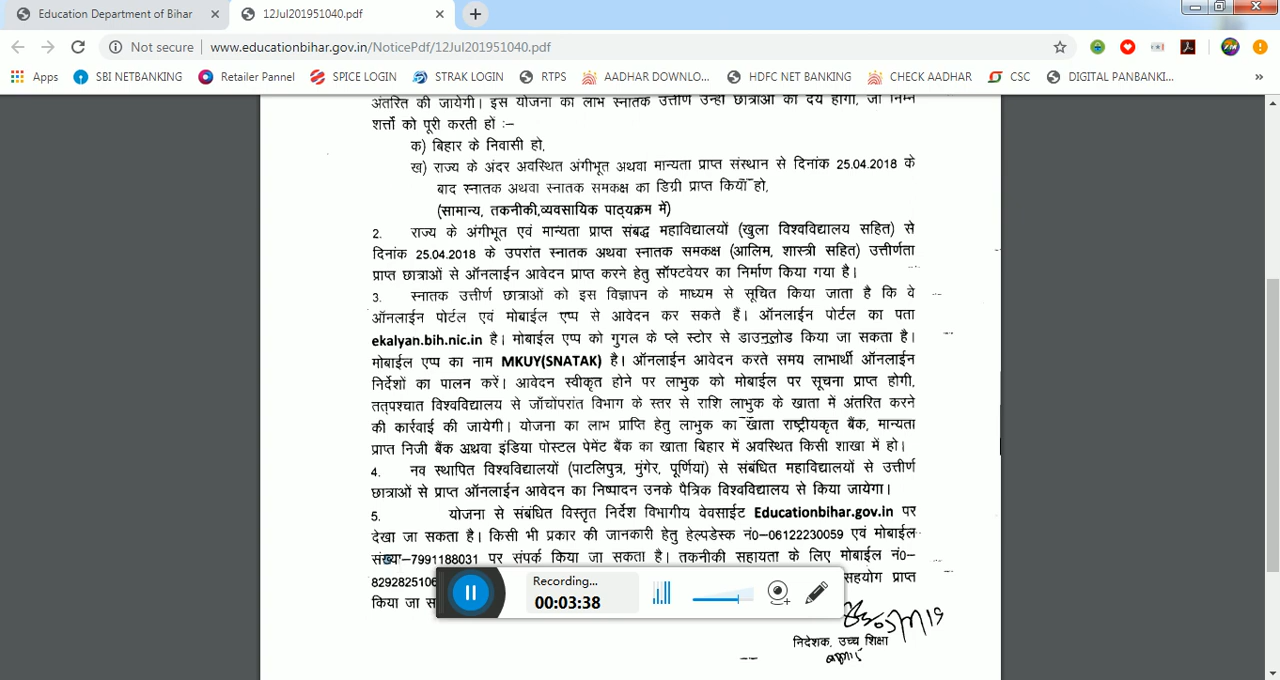 Education Department of Bihar
12Jul201951040.pdf
Not secure | www.educationbihar.gov.in/NoticePdf/12Jul201951040.pdf
Apps SBI NETBANKING Retailer Pannel SPICE LOGIN STRAK LOGIN RTPS AADHAR DOWNLO... HDFC NET BANKING CHECK AADHAR CSC DIGITAL PANBANKI... »
अंतरित की जायेगी। इस योजना का लाभ स्नातक उत्तीर्ण उन्हीं छात्राओं को देय होगा, जो निम्न
शर्त्तो को पूरी करती हों :–
क) बिहार के निवासी हो,
ख) राज्य के अंदर अवस्थित अंगीभूत अथवा मान्यता प्राप्त संस्थान से दिनांक 25.04.2018 के
बाद स्नातक अथवा स्नातक समकक्ष का डिग्री प्राप्त किया हो,
(सामान्य, तकनीकी,व्यवसायिक पाठ्यक्रम में)
2. राज्य के अंगीभूत एवं मान्यता प्राप्त संबद्ध महाविद्यालयों (खुला विश्वविद्यालय सहित) से
दिनांक 25.04.2018 के उपरांत स्नातक अथवा स्नातक समकक्ष (आलिम, शास्त्री सहित) उत्तीर्णता
प्राप्त छात्राओं से ऑनलाईन आवेदन प्राप्त करने हेतु सॉफ्टवेयर का निर्माण किया गया है।
3. स्नातक उत्तीर्ण छात्राओं को इस विज्ञापन के माध्यम से सूचित किया जाता है कि वे
ऑनलाईन पोर्टल एवं मोबाईल एप्प से आवेदन कर सकते हैं। ऑनलाईन पोर्टल का पता
ekalyan.bih.nic.in है। मोबाईल एप्प को गुगल के प्ले स्टोर से डाउनलोड किया जा सकता है।
मोबाईल एप्प का नाम MKUY(SNATAK) है। ऑनलाईन आवेदन करते समय लाभार्थी ऑनलाईन
निर्देशों का पालन करें। आवेदन स्वीकृत होने पर लाभुक को मोबाईल पर सूचना प्राप्त होगी,
तत्पश्चात विश्वविद्यालय से जाँचोंपरांत विभाग के स्तर से राशि लाभुक के खाता में अंतरित करने
की कार्रवाई की जायेगी। योजना का लाभ प्राप्ति हेतु लाभुक का खाता राष्ट्रीयकृत बैंक, मान्यता
प्राप्त निजी बैंक अथवा इंडिया पोस्टल पेमेंट बैंक का खाता बिहार में अवस्थित किसी शाखा में हो।
4. नव स्थापित विश्वविद्यालयों (पाटलिपुत्र, मुंगेर, पूर्णियां) से संबंधित महाविद्यालयों से उत्तीर्ण
छात्राओं से प्राप्त ऑनलाईन आवेदन का निष्पादन उनके पैत्रिक विश्वविद्यालय से किया जायेगा।
5. योजना से संबंधित विस्तृत निर्देश विभागीय वेवसाईट Educationbihar.gov.in पर
देखा जा सकता है। किसी भी प्रकार की जानकारी हेतु हेल्पडेस्क नं0–06122230059 एवं मोबाईल
संख्या–7991188031 पर संपर्क किया जा सकता है। तकनीकी सहायता के लिए मोबाईल नं0–
8292825106 सहयोग प्राप्त
किया जा स
Recording...
00:03:38
निदेशक, उच्च शिक्षा